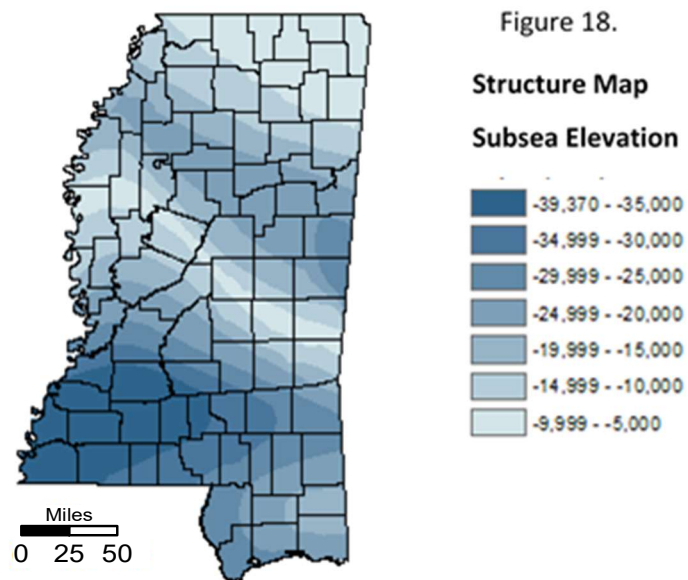 Figure 18.
Structure Map
Subsea Elevation
-39,370 - -35,000
-34,999 - -30,000
-29,999 - -25,000
-24,999 - -20,000
-19,999 - -15,000
-14,999 - -10,000
-9,999 - -5,000
Miles
0 25 50